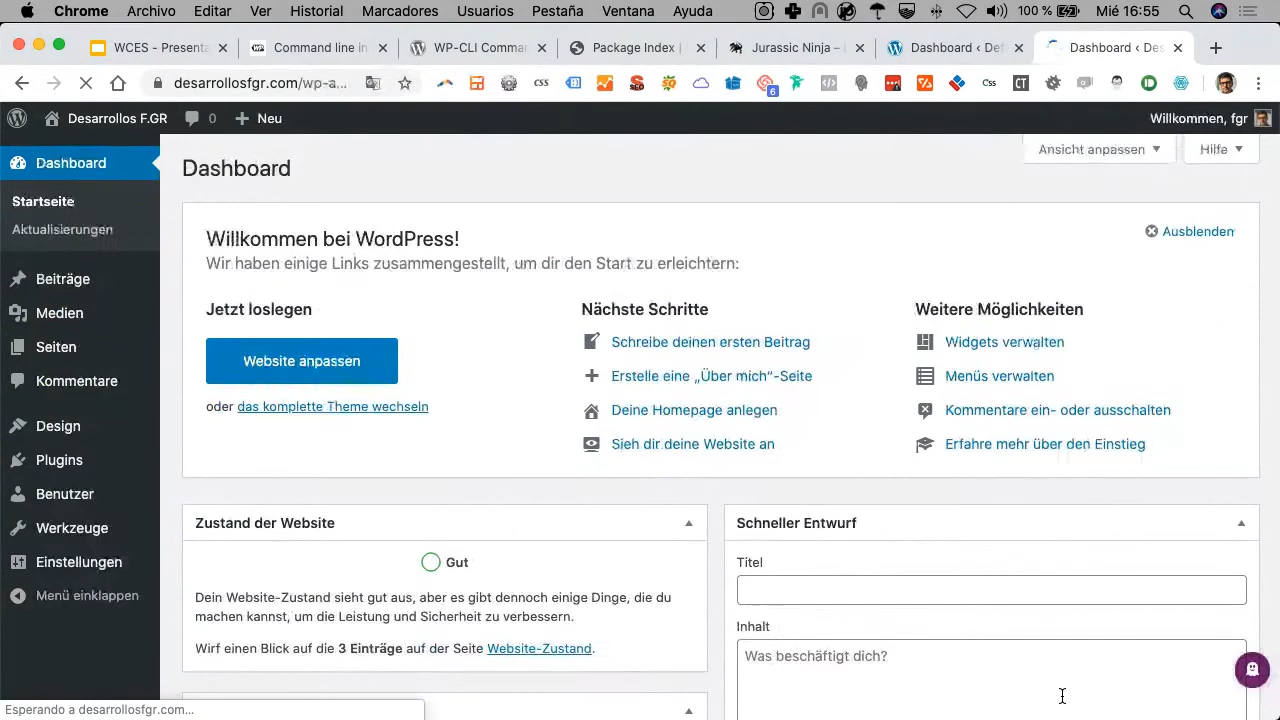 Chrome Archivo Editar Ver Historial Marcadores Usuarios Pestaña Ventana Ayuda 100 % Mié 16:55
WCES - Presenta Command line in WP-CLI Comma Package Index | Jurassic Ninja – Dashboard ‹ Def Dashboard ‹ Des
desarrollosfgr.com/wp-a...
SEO
CSS
6
Css
CT
Desarrollos F.GR 0 Neu Willkommen, fgr
Dashboard
Startseite
Aktualisierungen
Beiträge
Medien
Seiten
Kommentare
Design
Plugins
Benutzer
Werkzeuge
Einstellungen
Menü einklappen
Ansicht anpassen Hilfe
Dashboard
Willkommen bei WordPress!
Ausblenden
Wir haben einige Links zusammengestellt, um dir den Start zu erleichtern:
Jetzt loslegen
Website anpassen
oder das komplette Theme wechseln
Nächste Schritte
Schreibe deinen ersten Beitrag
Erstelle eine „Über mich“-Seite
Deine Homepage anlegen
Sieh dir deine Website an
Weitere Möglichkeiten
Widgets verwalten
Menüs verwalten
Kommentare ein- oder ausschalten
Erfahre mehr über den Einstieg
Zustand der Website
Gut
Dein Website-Zustand sieht gut aus, aber es gibt dennoch einige Dinge, die du
machen kannst, um die Leistung und Sicherheit zu verbessern.
Wirf einen Blick auf die 3 Einträge auf der Seite Website-Zustand.
Schneller Entwurf
Titel
Inhalt
Was beschäftigt dich?
Esperando a desarrollosfgr.com...